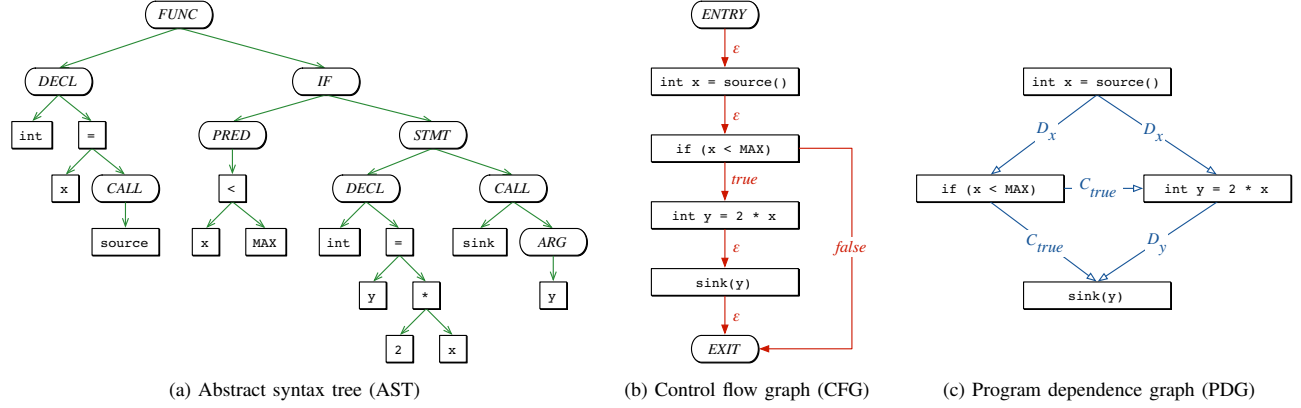 FUNC
DECL
IF
int
=
PRED
STMT
x
CALL
<
DECL
CALL
source
x
MAX
int
=
sink
ARG
y
*
y
2
x
(a) Abstract syntax tree (AST)
ENTRY
ε
int x = source()
ε
if (x < MAX)
true
int y = 2 * x
ε
false
sink(y)
ε
EXIT
(b) Control flow graph (CFG)
int x = source()
Dx
Dx
if (x < MAX)
Ctrue
int y = 2 * x
Ctrue
Dy
sink(y)
(c) Program dependence graph (PDG)